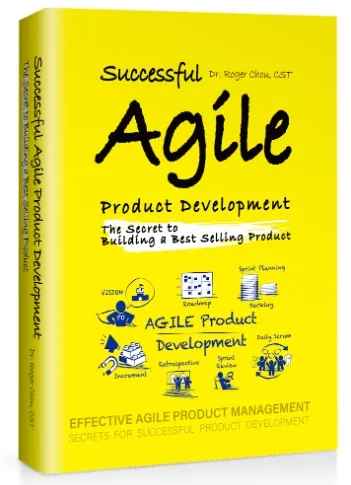 Successful Agile Product Development
The Secret to Building a Best Selling Product
Dr. Roger Chou, CST
Successful Dr. Roger Chou, CST
Agile
Product Development
The Secret to
Building a Best Selling Product
Sprint Planning
VISION
Roadmap
Backlog
PO
AGILE Product
Development
Daily Scrum
Increment
Retrospective
Sprint
Review
EFFECTIVE AGILE PRODUCT MANAGEMENT
SECRETS FOR SUCCESSFUL PRODUCT DEVELOPMENT